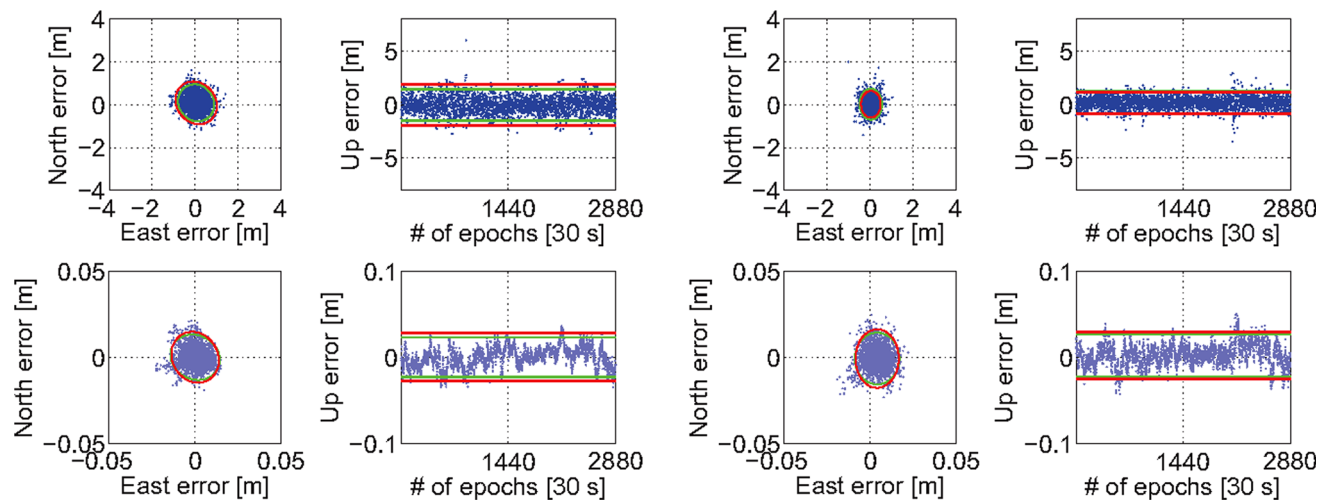 North error [m]
4
2
0
−2
−4
−4 −2 0 2 4
East error [m]
Up error [m]
5
0
−5
1440 2880
# of epochs [30 s]
North error [m]
4
2
0
−2
−4
−4 −2 0 2 4
East error [m]
Up error [m]
5
0
−5
1440 2880
# of epochs [30 s]
North error [m]
0.05
0
−0.05
−0.05 0 0.05
East error [m]
Up error [m]
0.1
0
−0.1
1440 2880
# of epochs [30 s]
North error [m]
0.05
0
−0.05
−0.05 0 0.05
East error [m]
Up error [m]
0.1
0
−0.1
1440 2880
# of epochs [30 s]